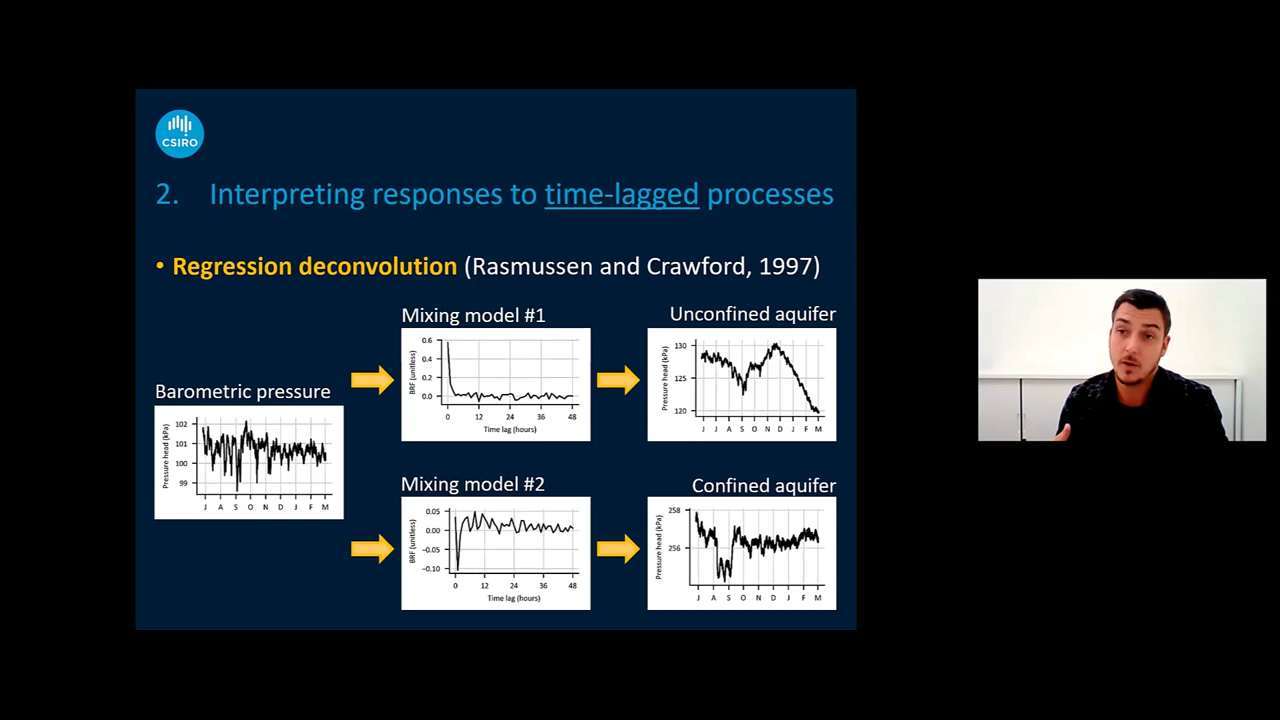 CSIRO
2. Interpreting responses to time-lagged processes
• Regression deconvolution (Rasmussen and Crawford, 1997)
Barometric pressure
Pressure head (kPa)
102
101
100
99
J A S O N D J F M
Mixing model #1
BRF (unitless)
0.6
0.4
0.2
0.0
0 12 24 36 48
Time lag (hours)
Unconfined aquifer
Pressure head (kPa)
130
125
120
J J A S O N D J F M
Mixing model #2
BRF (unitless)
0.05
0.00
−0.05
−0.10
0 12 24 36 48
Time lag (hours)
Confined aquifer
Pressure head (kPa)
258
256
J A S O N D J F M